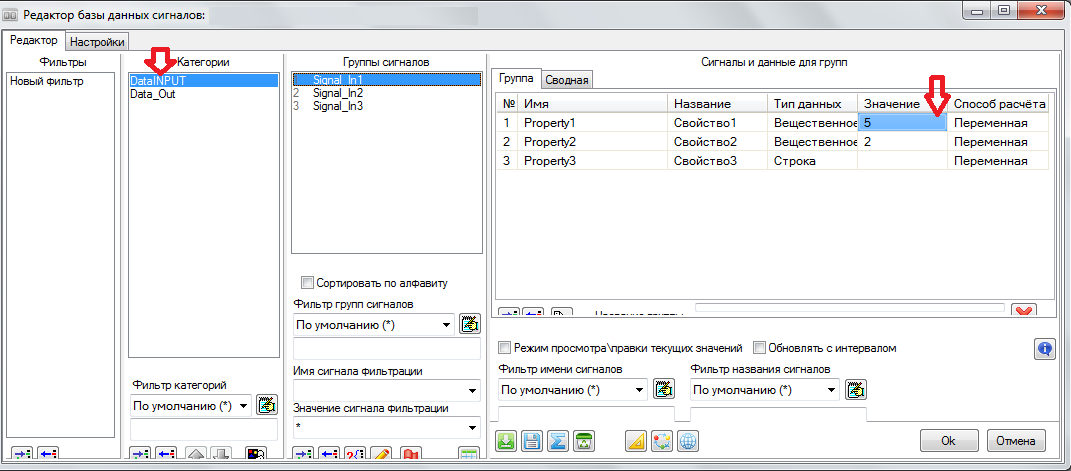 Редактор базы данных сигналов:
Редактор Настройки
Фильтры
Новый фильтр
Категории
DataINPUT
Data_Out
Фильтр категорий
По умолчанию (*)
Группы сигналов
Signal_In1
2 Signal_In2
3 Signal_In3
Сортировать по алфавиту
Фильтр групп сигналов
По умолчанию (*)
Имя сигнала фильтрации
Значение сигнала фильтрации
*
Сигналы и данные для групп
Группа Сводная
№ Имя Название Тип данных Значение Способ расчёта
1 Property1 Свойство1 Вещественное 5 Переменная
2 Property2 Свойство2 Вещественное 2 Переменная
3 Property3 Свойство3 Строка Переменная
Название группы
Режим просмотра\правки текущих значений Обновлять с интервалом
Фильтр имени сигналов Фильтр названия сигналов
По умолчанию (*) По умолчанию (*)
Ok Отмена